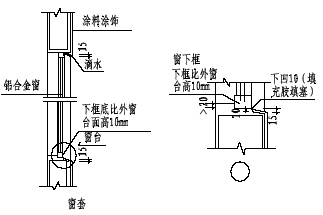 涂料涂饰
15
滴水
铝合金窗
下框底比外窗
台面高10mm
窗台
15
窗套
窗下框
下框比外窗
台高10mm
>20
10
下凹10（填
充胶填塞）
15